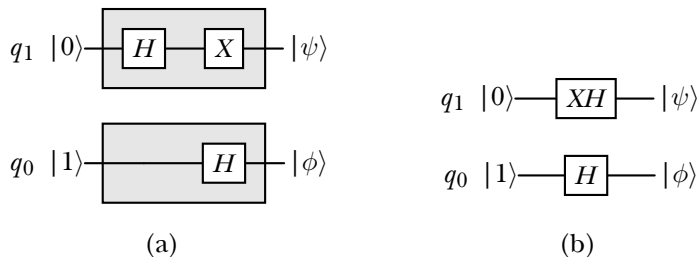 q₁ |0⟩ H X |ψ⟩
q₀ |1⟩ H |ϕ⟩
(a)
q₁ |0⟩ XH |ψ⟩
q₀ |1⟩ H |ϕ⟩
(b)